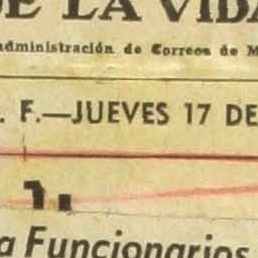 DE LA VIDA
administración de Correos de M
. F.—JUEVES 17 DE
a Funcionarios